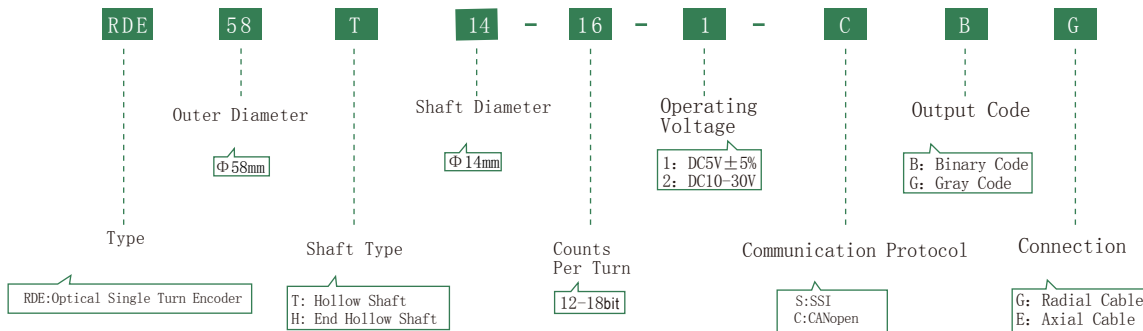 RDE 58 T 14 - 16 - 1 - C B G
Outer Diameter
Φ58mm
Shaft Diameter
Φ14mm
Operating
Voltage
1: DC5V±5%
2: DC10-30V
Output Code
B: Binary Code
G: Gray Code
Type
RDE:Optical Single Turn Encoder
Shaft Type
T: Hollow Shaft
H: End Hollow Shaft
Counts
Per Turn
12-18bit
Communication Protocol
S:SSI
C:CANopen
Connection
G: Radial Cable
E: Axial Cable